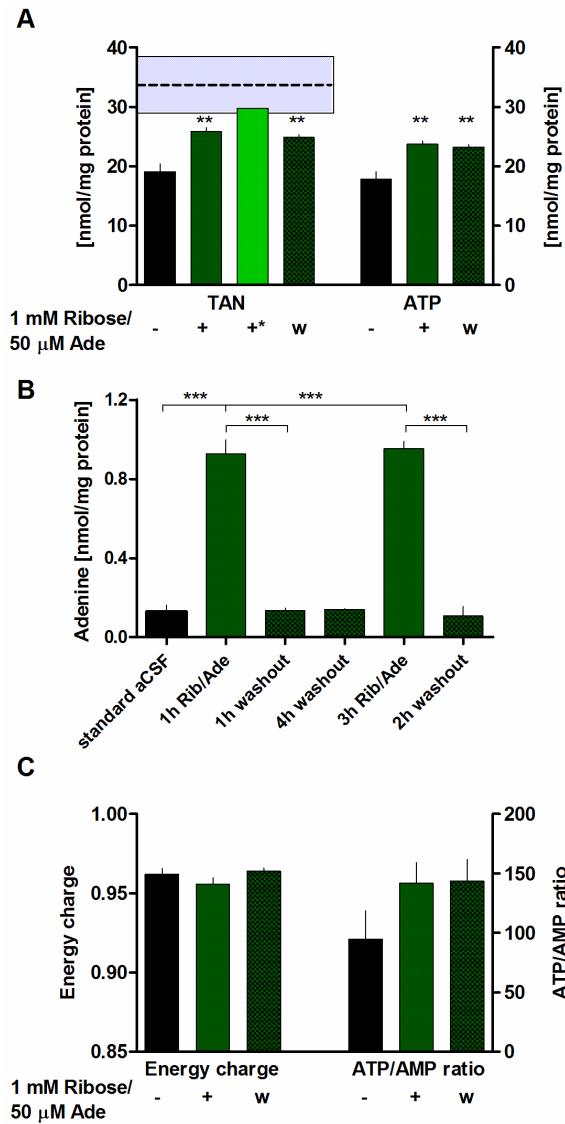 A
40
30
20
10
0
[nmol/mg protein]
** ** ** **
40
30
20
10
0
[nmol/mg protein]
TAN ATP
1 mM Ribose/
50 μM Ade
- + +* w - + w
B
1.2
0.8
0.4
0.0
Adenine [nmol/mg protein]
*** ***
*** ***
standard aCSF
1h Rib/Ade
1h washout
4h washout
3h Rib/Ade
2h washout
C
1.00
0.95
0.90
0.85
Energy charge
200
150
100
50
0
ATP/AMP ratio
Energy charge ATP/AMP ratio
1 mM Ribose/
50 μM Ade
- + w - + w